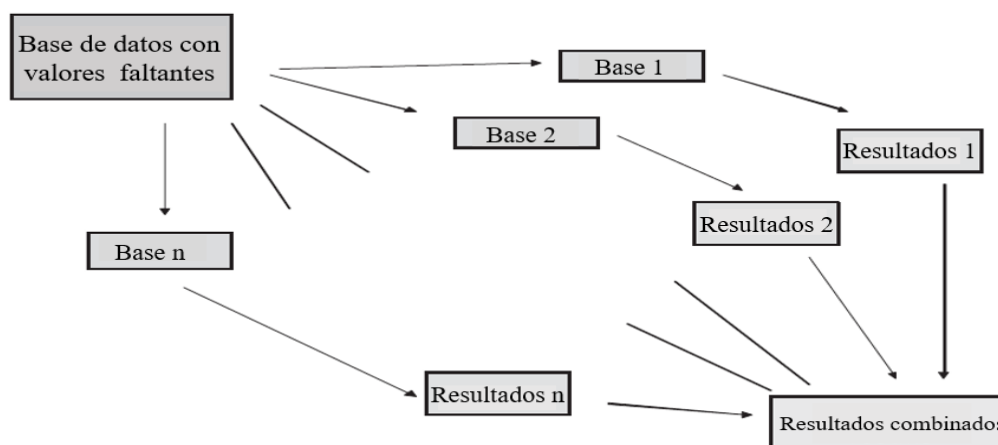 Base de datos con
valores faltantes
Base 1
Base 2
Resultados 1
Resultados 2
Base n
Resultados n
Resultados combinados